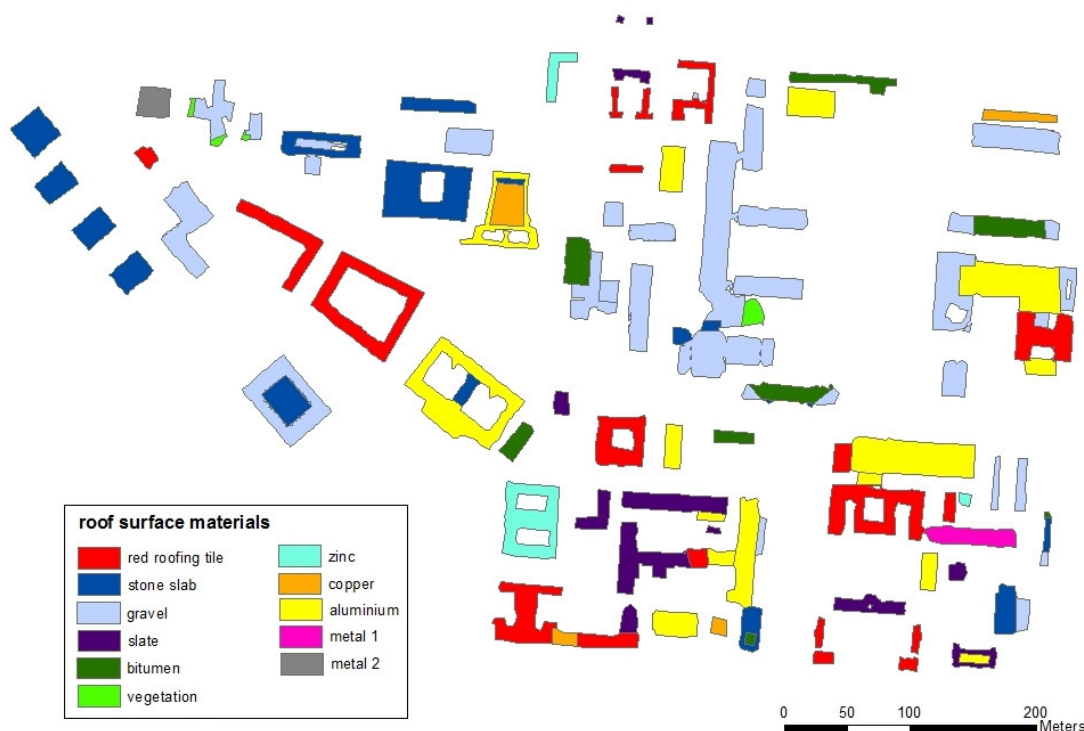 roof surface materials
red roofing tile
stone slab
gravel
slate
bitumen
vegetation
zinc
copper
aluminium
metal 1
metal 2
0 50 100 200
Meters